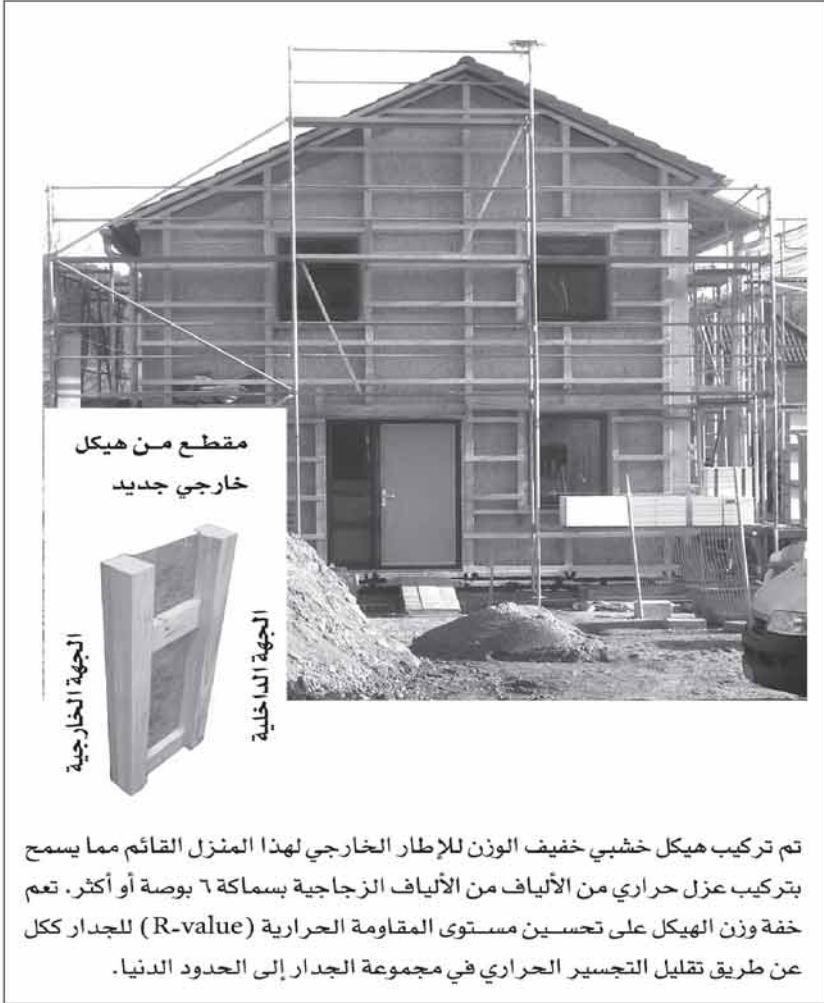 مقطع من هيكل
خارجي جديد
الجهة الخارجية
الجهة الداخلية
تم تركيب هيكل خشبي خفيف الوزن للإطار الخارجي لهذا المنزل القائم مما يسمح
بتركيب عزل حراري من الألياف من الألياف الزجاجية بسماكة ٦ بوصة أو أكثر. تعم
خفة وزن الهيكل على تحسين مستوى المقاومة الحرارية (R-value) للجدار ككل
عن طريق تقليل التجسير الحراري في مجموعة الجدار إلى الحدود الدنيا.